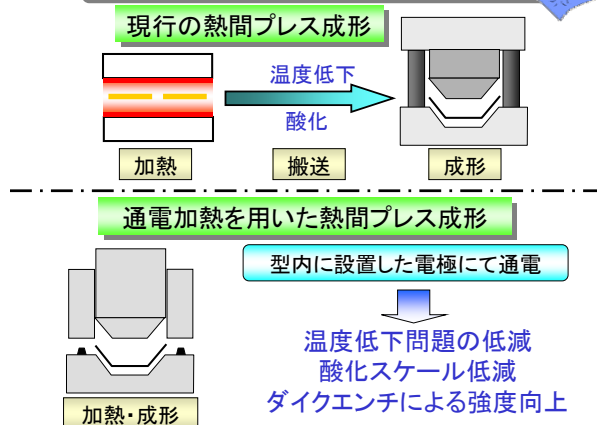 現行の熱間プレス成形
温度低下
酸化
加熱
搬送
成形
通電加熱を用いた熱間プレス成形
型内に設置した電極にて通電
温度低下問題の低減
酸化スケール低減
ダイクエンチによる強度向上
加熱・成形